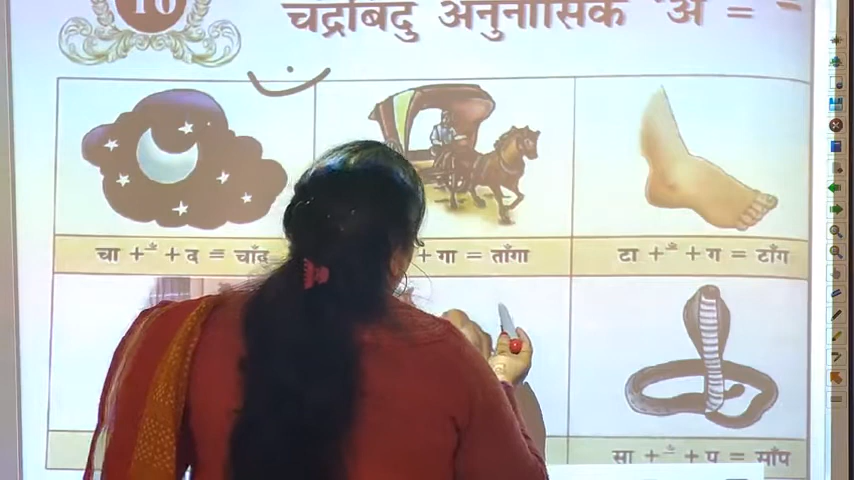 10
चंद्रबिंदु अनुनासिक "अँ =
चा + ँ + द = चाँद
+ गा = ताँगा
टा + ँ + ग = टाँग
सा + ँ + प = साँप